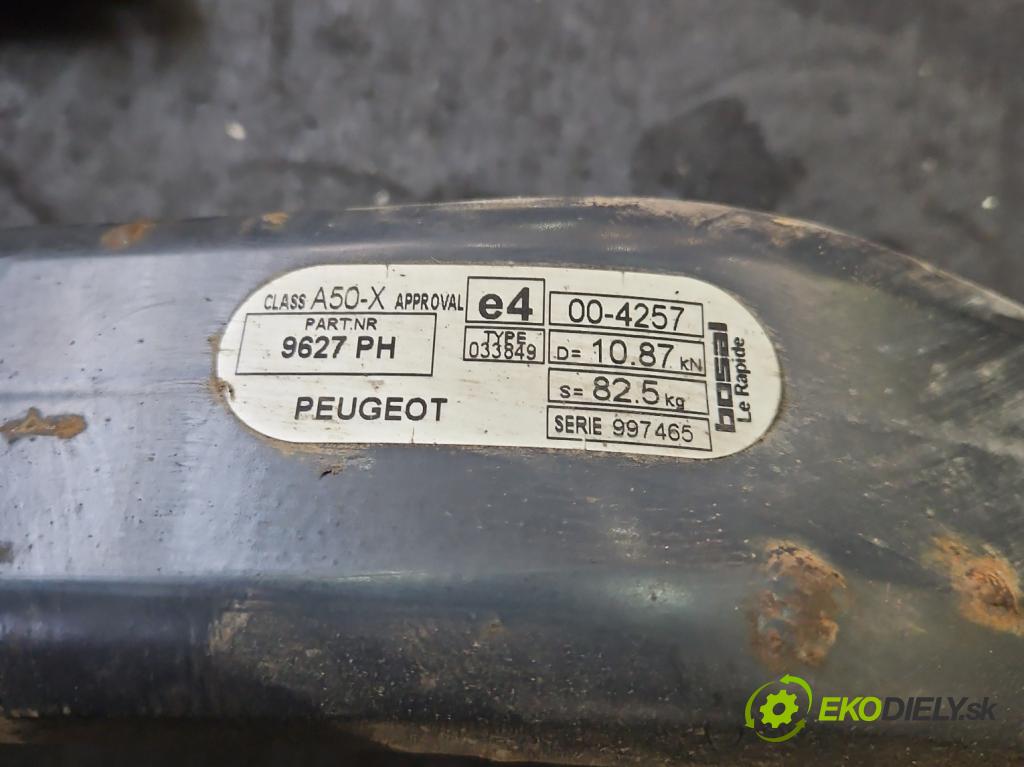 CLASS A50-X APPROVAL e4 00-4257
PART.NR
9627 PH
TYPE
033849
D= 10.87 kN
S= 82.5 kg
PEUGEOT
SERIE 997465
bosal
Le Rapide
EKODIELY.sk